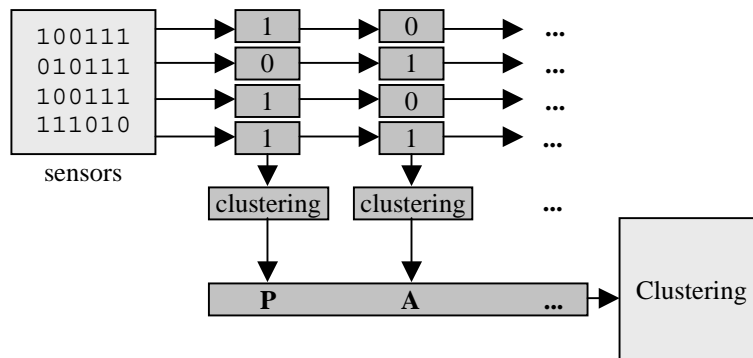 100111 1 0 ...
010111 0 1 ...
100111 1 0 ...
111010 1 1 ...
sensors
clustering clustering ...
P A ...
Clustering